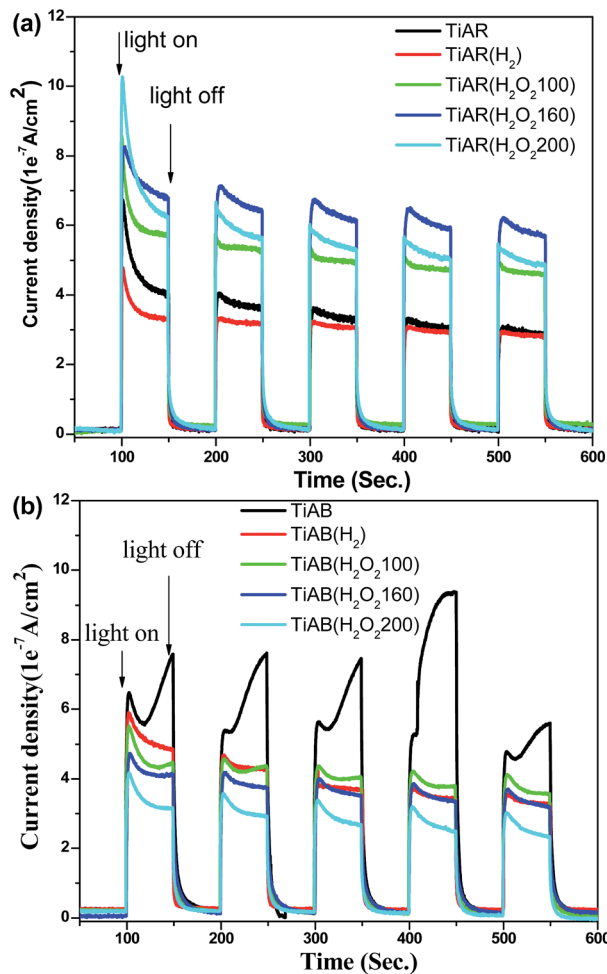 (a)
light on
light off
TiAR
TiAR(H₂)
TiAR(H₂O₂100)
TiAR(H₂O₂160)
TiAR(H₂O₂200)
Current density(1e⁻⁷A/cm²)
12
10
8
6
4
2
0
100 200 300 400 500 600
Time (Sec.)
(b)
light off
light on
TiAB
TiAB(H₂)
TiAB(H₂O₂100)
TiAB(H₂O₂160)
TiAB(H₂O₂200)
Current density(1e⁻⁷A/cm²)
12
10
8
6
4
2
0
100 200 300 400 500 600
Time (Sec.)